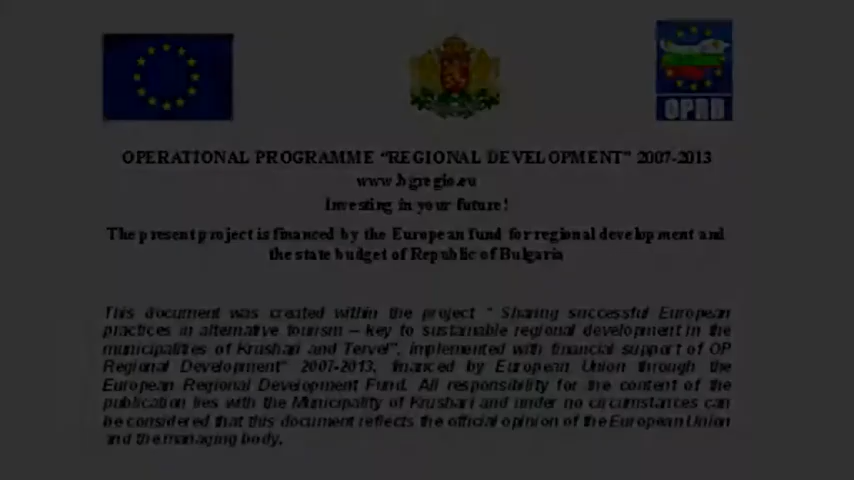 OPRD
OPERATIONAL PROGRAMME “REGIONAL DEVELOPMENT” 2007-2013
www.bgregio.eu
Investing in your future!
The present project is financed by the European fund for regional development and
the state budget of Republic of Bulgaria
This document was created within the project “ Sharing successful European
practices in alternative tourism – key to sustainable regional development in the
municipalities of Krushari and Tervel”, implemented with financial support of OP
Regional Development” 2007-2013, financed by European Union through the
European Regional Development Fund. All responsibility for the content of the
publication lies with the Municipality of Krushari and under no circumstances can
be considered that this document reflects the official opinion of the European Union
and the managing body.